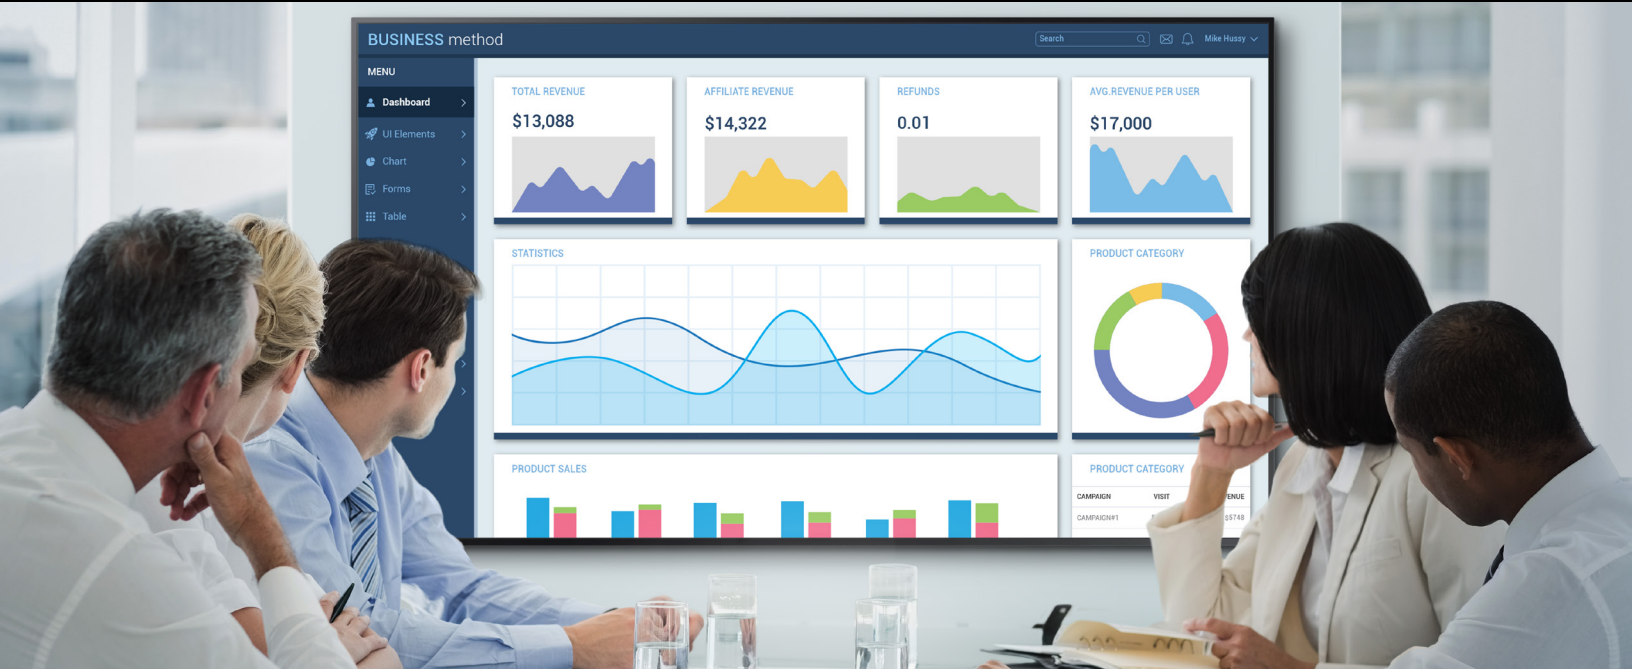 BUSINESS method
Search
Mike Hussy
MENU
Dashboard
UI Elements
Chart
Forms
Table
TOTAL REVENUE
$13,088
AFFILIATE REVENUE
$14,322
REFUNDS
0.01
AVG.REVENUE PER USER
$17,000
STATISTICS
PRODUCT CATEGORY
PRODUCT SALES
PRODUCT CATEGORY
CAMPAIGN VISIT
CAMPAIGN#1 $5748